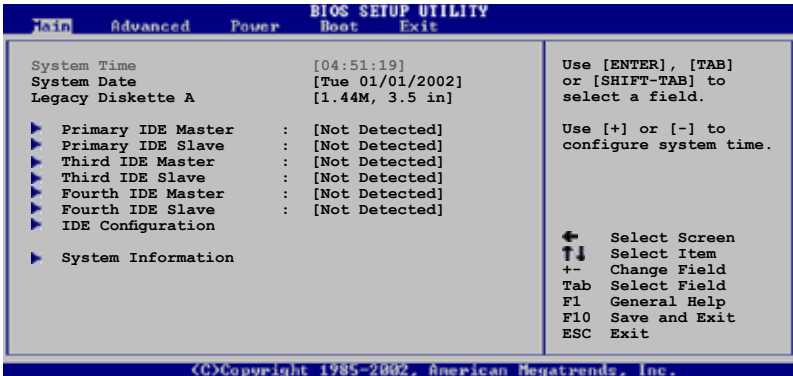 BIOS SETUP UTILITY
Main Advanced Power Boot Exit
System Time [04:51:19]
System Date [Tue 01/01/2002]
Legacy Diskette A [1.44M, 3.5 in]
Primary IDE Master : [Not Detected]
Primary IDE Slave : [Not Detected]
Third IDE Master : [Not Detected]
Third IDE Slave : [Not Detected]
Fourth IDE Master : [Not Detected]
Fourth IDE Slave : [Not Detected]
IDE Configuration
System Information
Use [ENTER], [TAB]
or [SHIFT-TAB] to
select a field.
Use [+] or [-] to
configure system time.
← Select Screen
↑↓ Select Item
+- Change Field
Tab Select Field
F1 General Help
F10 Save and Exit
ESC Exit
(C)Copyright 1985-2002, American Megatrends, Inc.